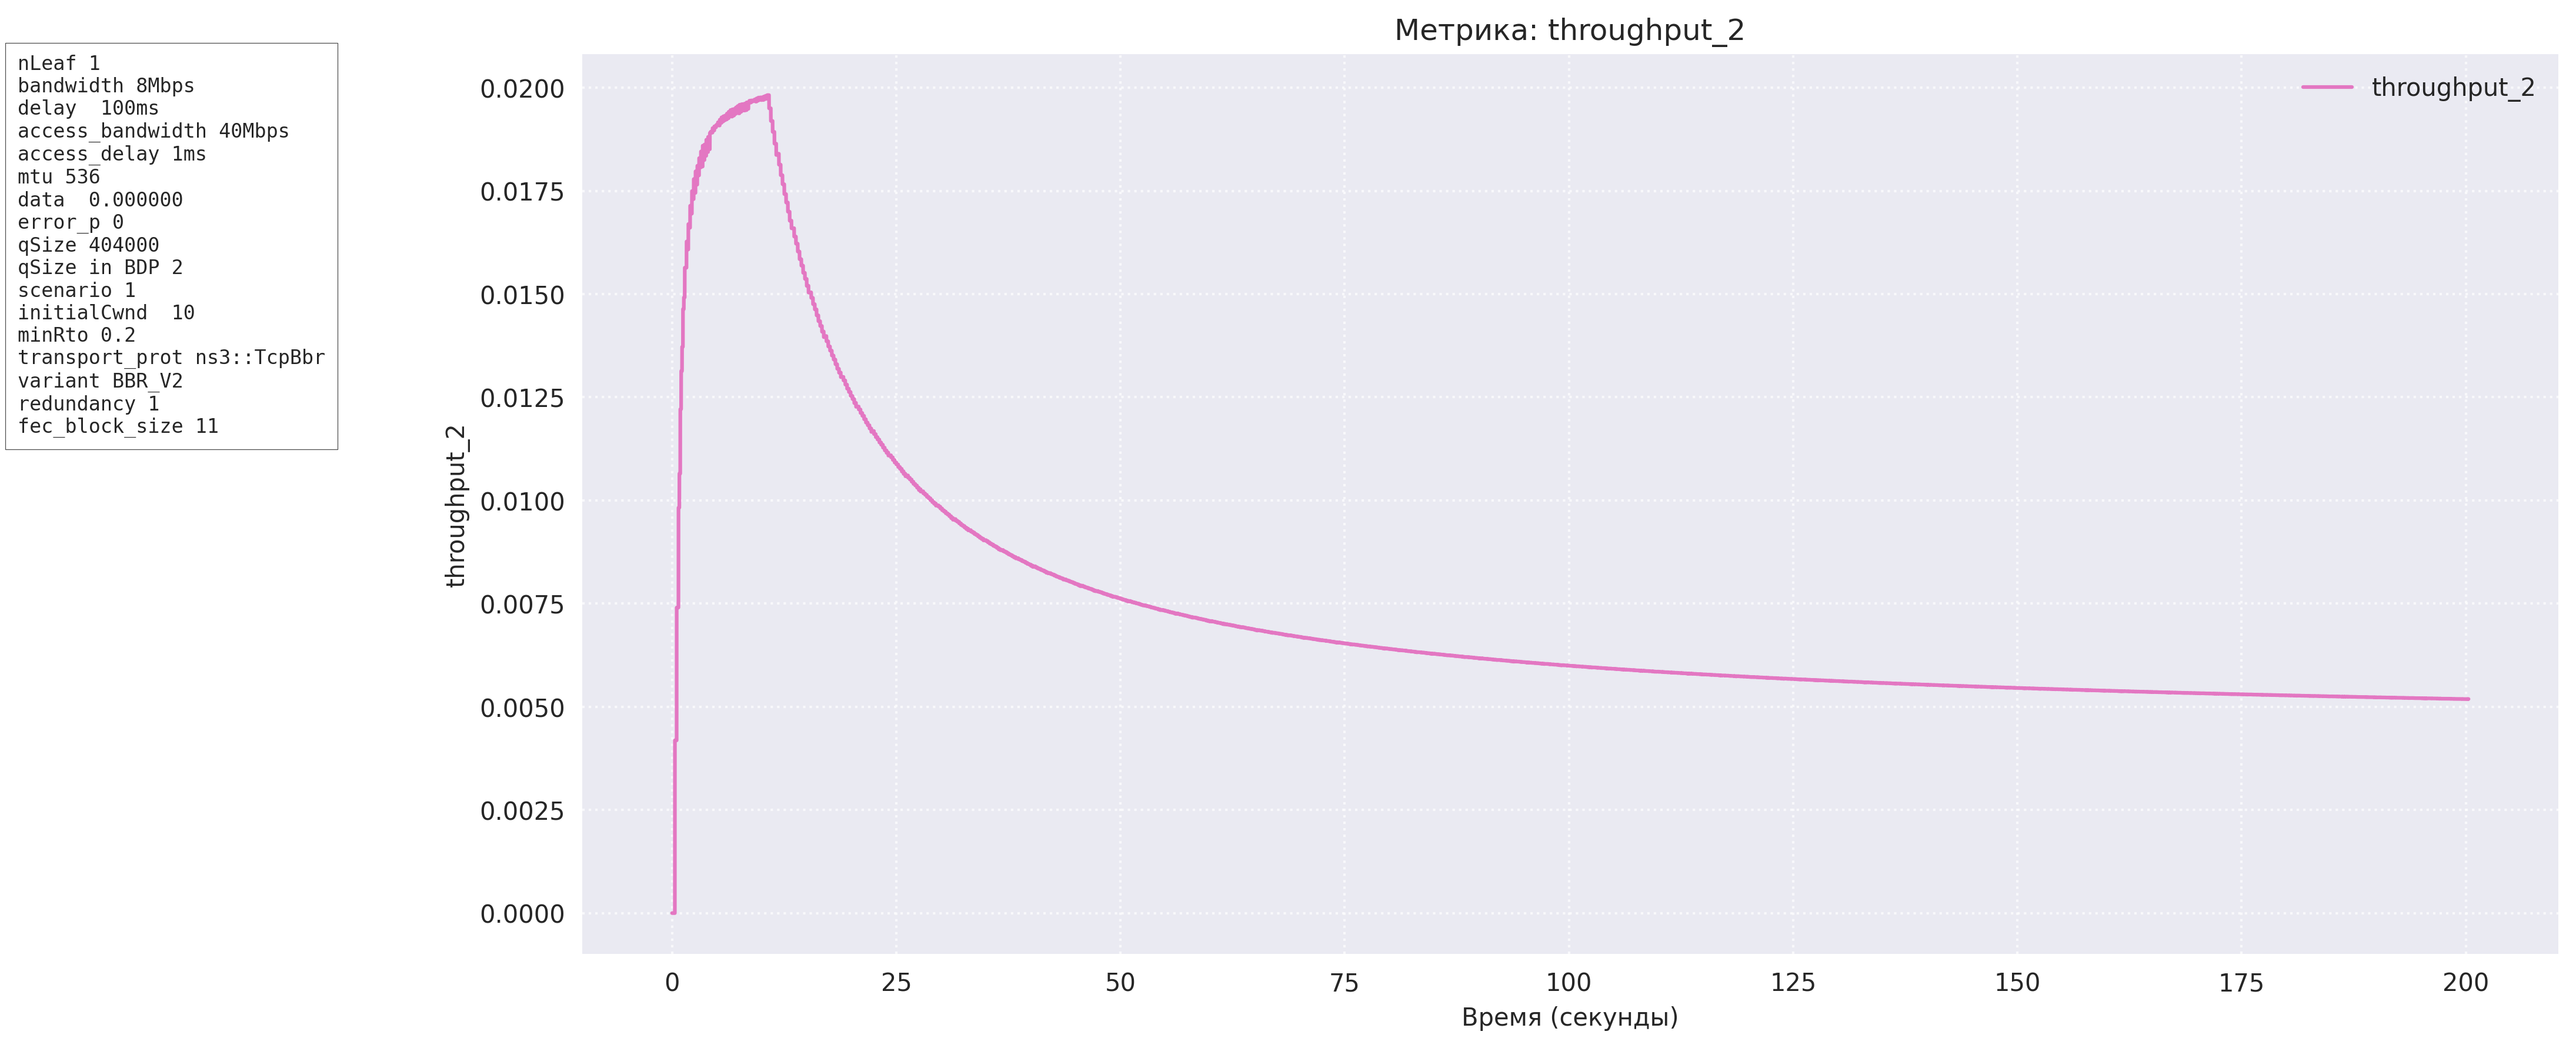 Метрика: throughput_2
nLeaf 1
bandwidth 8Mbps
delay  100ms
access_bandwidth 40Mbps
access_delay 1ms
mtu 536
data  0.000000
error_p 0
qSize 404000
qSize in BDP 2
scenario 1
initialCwnd  10
minRto 0.2
transport_prot ns3::TcpBbr
variant BBR_V2
redundancy 1
fec_block_size 11
throughput_2
throughput_2
0.0200
0.0175
0.0150
0.0125
0.0100
0.0075
0.0050
0.0025
0.0000
0 25 50 75 100 125 150 175 200
Время (секунды)